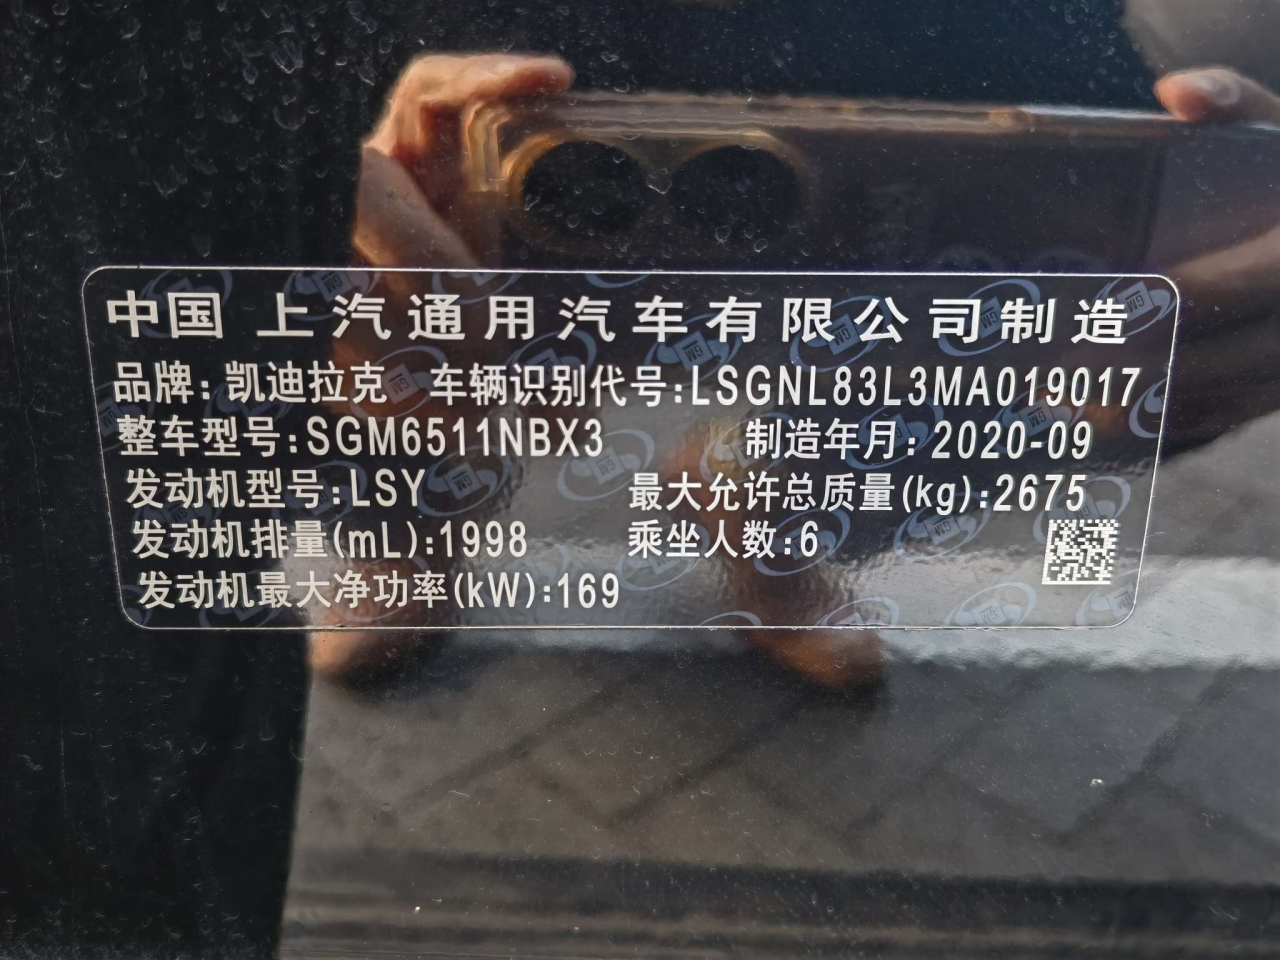 中国 上汽通用汽车有限公司制造
品牌：凯迪拉克 车辆识别代号：LSGNL83L3MA019017
整车型号：SGM6511NBX3 制造年月：2020-09
发动机型号：LSY 最大允许总质量(kg)：2675
发动机排量(mL)：1998 乘坐人数：6
发动机最大净功率(kW)：169